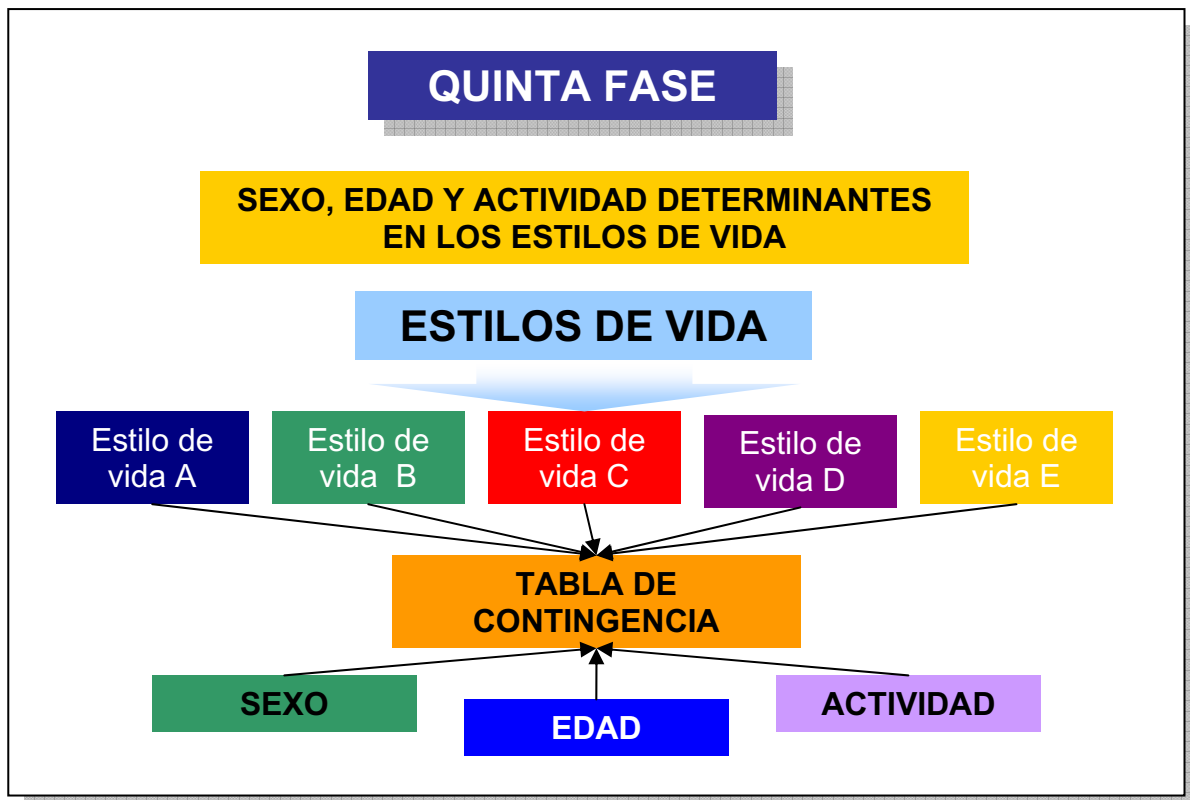 QUINTA FASE
SEXO, EDAD Y ACTIVIDAD DETERMINANTES
EN LOS ESTILOS DE VIDA
ESTILOS DE VIDA
Estilo de
vida A
Estilo de
vida B
Estilo de
vida C
Estilo de
vida D
Estilo de
vida E
TABLA DE
CONTINGENCIA
SEXO
EDAD
ACTIVIDAD